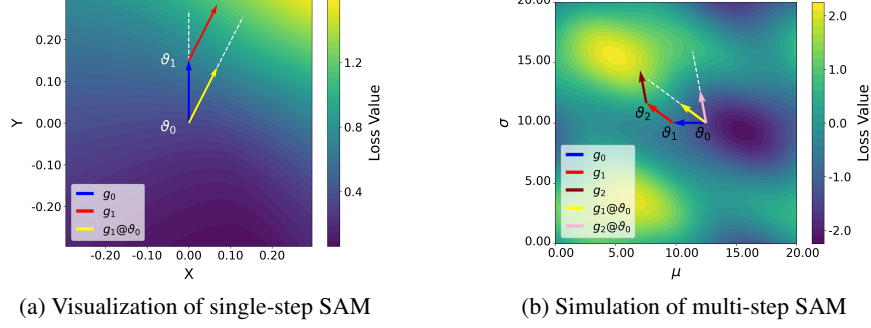 0.30
0.20
0.10
0.00
-0.10
-0.20
Y
-0.20
-0.10
0.00
0.10
0.20
X
ϑ₁
ϑ₀
g₀
g₁
g₁@ϑ₀
1.2
0.8
0.4
Loss Value
(a) Visualization of single-step SAM
20.00
15.00
10.00
5.00
0.00
σ
0.00
5.00
10.00
15.00
20.00
μ
ϑ₂
ϑ₁
ϑ₀
g₀
g₁
g₂
g₁@ϑ₀
g₂@ϑ₀
2.0
1.0
0.0
-1.0
-2.0
Loss Value
(b) Simulation of multi-step SAM